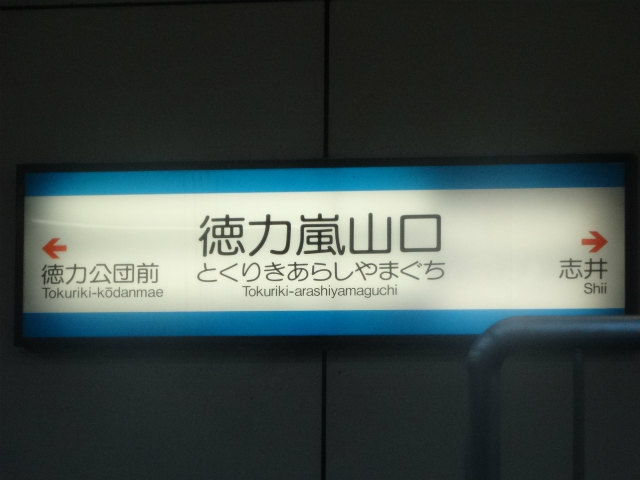 徳力嵐山口
とくりきあらしやまぐち
Tokuriki-arashiyamaguchi
徳力公団前
Tokuriki-kōdanmae
志井
Shii